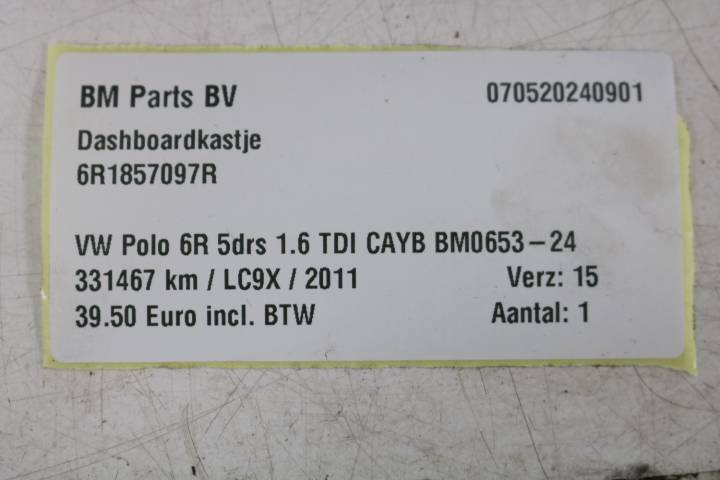 BM Parts BV 070520240901
Dashboardkastje
6R1857097R
VW Polo 6R 5drs 1.6 TDI CAYB BM0653-24
331467 km / LC9X / 2011 Verz: 15
39.50 Euro incl. BTW Aantal: 1